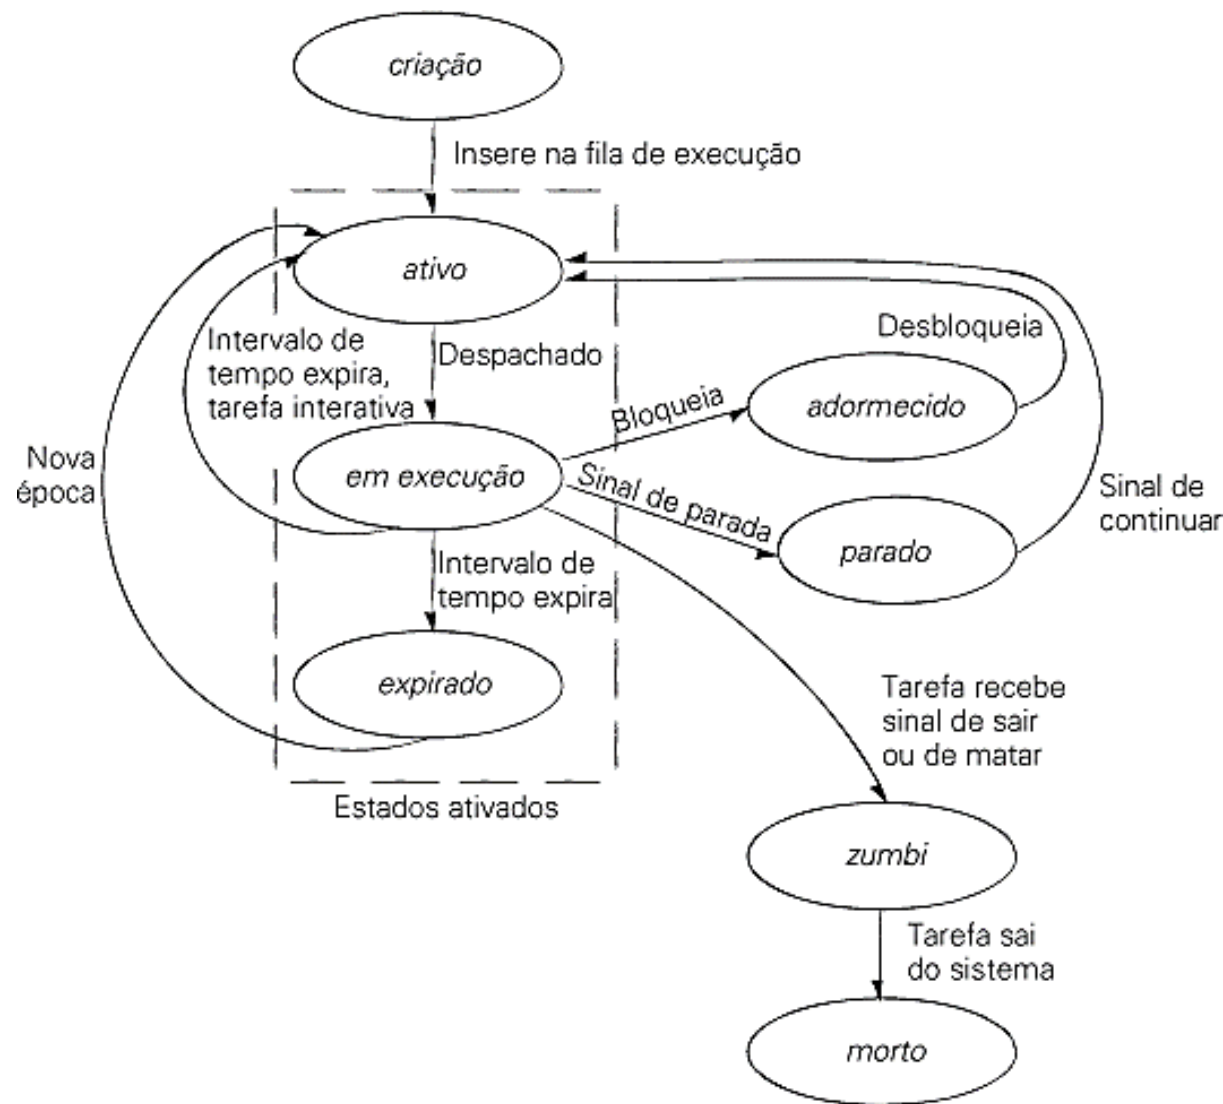 criação
Insere na fila de execução
ativo
Intervalo de
tempo expira,
tarefa interativa
Despachado
Desbloqueia
Bloqueia
adormecido
Nova
época
em execução
Sinal de parada
Sinal de
continuar
parado
Intervalo de
tempo expira
expirado
Tarefa recebe
sinal de sair
ou de matar
Estados ativados
zumbi
Tarefa sai
do sistema
morto